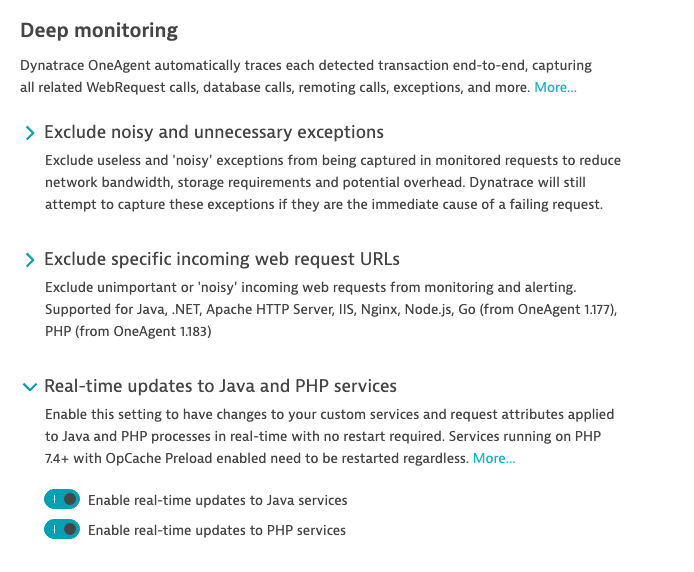 Deep monitoring
Dynatrace OneAgent automatically traces each detected transaction end-to-end, capturing
all related WebRequest calls, database calls, remoting calls, exceptions, and more. More...
Exclude noisy and unnecessary exceptions
Exclude useless and 'noisy' exceptions from being captured in monitored requests to reduce
network bandwidth, storage requirements and potential overhead. Dynatrace will still
attempt to capture these exceptions if they are the immediate cause of a failing request.
Exclude specific incoming web request URLs
Exclude unimportant or 'noisy' incoming web requests from monitoring and alerting.
Supported for Java, .NET, Apache HTTP Server, IIS, Nginx, Node.js, Go (from OneAgent 1.177),
PHP (from OneAgent 1.183)
Real-time updates to Java and PHP services
Enable this setting to have changes to your custom services and request attributes applied
to Java and PHP processes in real-time with no restart required. Services running on PHP
7.4+ with OpCache Preload enabled need to be restarted regardless. More...
Enable real-time updates to Java services
Enable real-time updates to PHP services